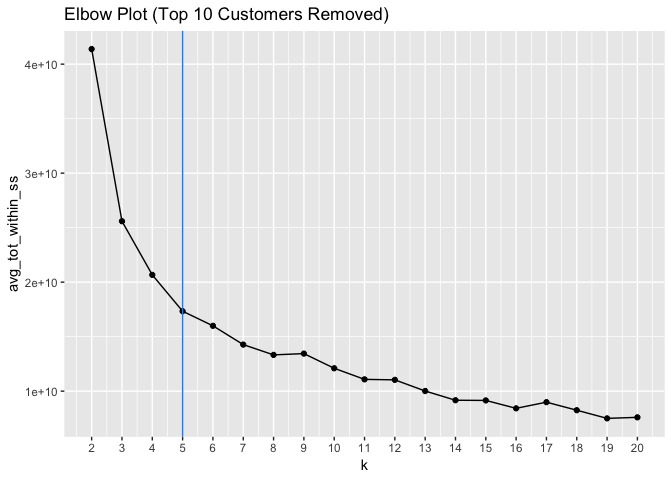 Elbow Plot (Top 10 Customers Removed)
4e+10
3e+10
2e+10
1e+10
avg_tot_within_ss
2 3 4 5 6 7 8 9 10 11 12 13 14 15 16 17 18 19 20
k